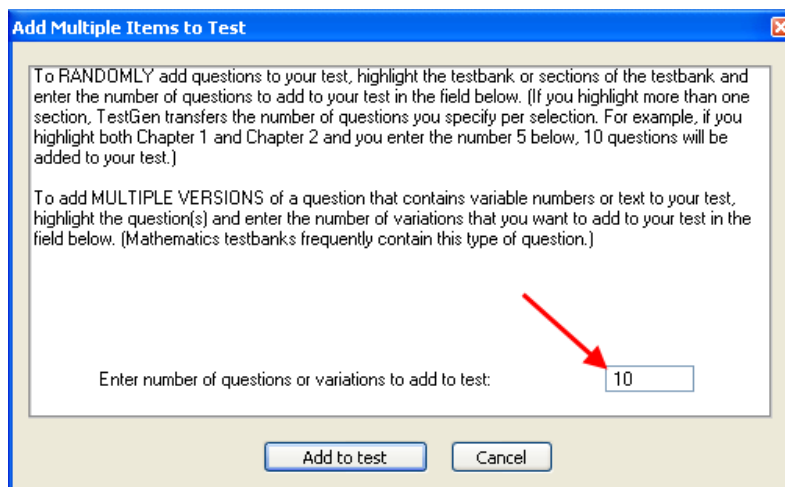 Add Multiple Items to Test
To RANDOMLY add questions to your test, highlight the testbank or sections of the testbank and
enter the number of questions to add to your test in the field below. (If you highlight more than one
section, TestGen transfers the number of questions you specify per selection. For example, if you
highlight both Chapter 1 and Chapter 2 and you enter the number 5 below, 10 questions will be
added to your test.)
To add MULTIPLE VERSIONS of a question that contains variable numbers or text to your test,
highlight the question(s) and enter the number of variations that you want to add to your test in the
field below. (Mathematics testbanks frequently contain this type of question.)
Enter number of questions or variations to add to test: 10
Add to test Cancel